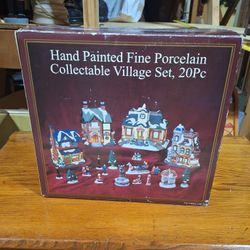 Hand Painted Fine Porcelain
Collectable Village Set, 20Pc